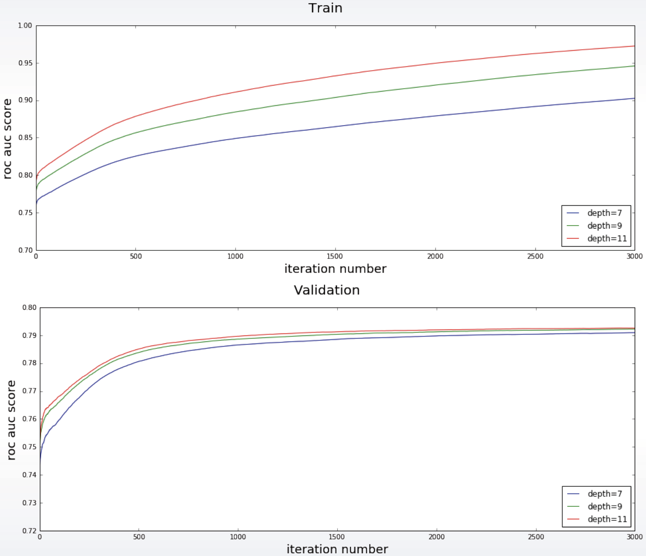 Train
1.00
0.95
0.90
0.85
0.80
0.75
0.70
roc auc score
0 500 1000 1500 2000 2500 3000
iteration number
depth=7
depth=9
depth=11
Validation
0.80
0.79
0.78
0.77
0.76
0.75
0.74
0.73
0.72
roc auc score
0 500 1000 1500 2000 2500 3000
iteration number
depth=7
depth=9
depth=11